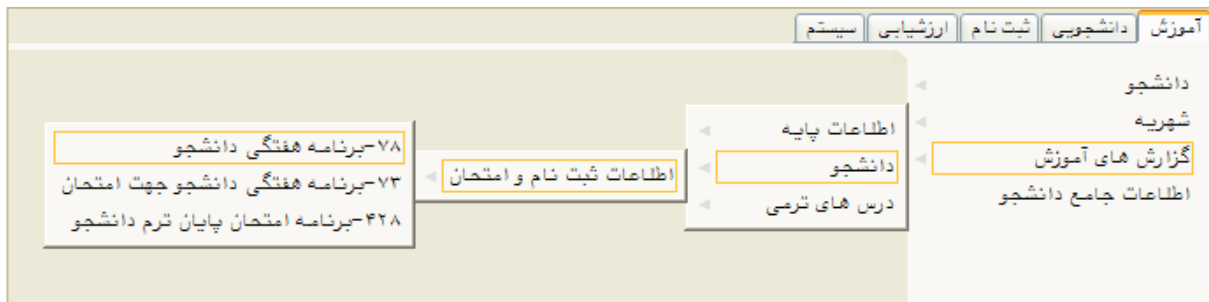 آموزش
دانشجویی
ثبت نام
ارزشیابی
سیستم
دانشجو
شهریه
گزارش های آموزش
اطلاعات جامع دانشجو
اطلاعات پایه
دانشجو
درس های ترمی
اطلاعات ثبت نام و امتحان
۷۸-برنامه هفتگی دانشجو
۷۳-برنامه هفتگی دانشجو جهت امتحان
۴۲۸-برنامه امتحان پایان ترم دانشجو